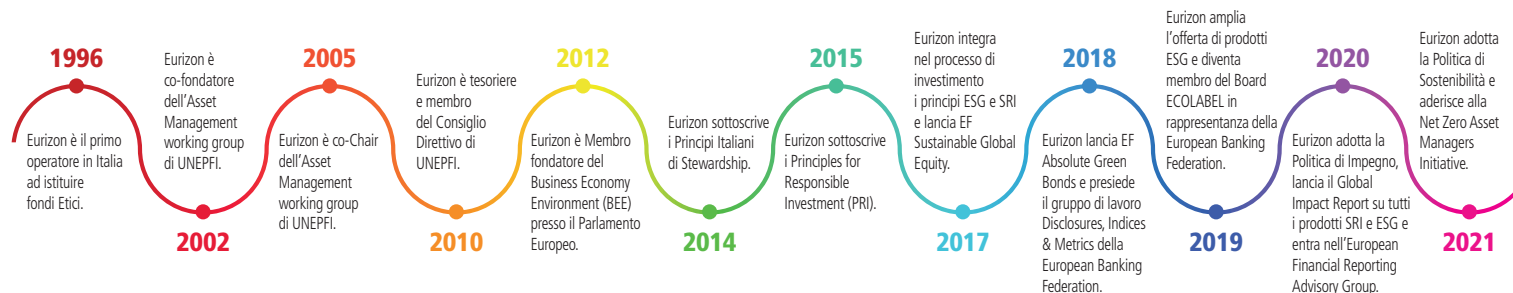 1996
Eurizon è il primo
operatore in Italia
ad istituire
fondi Etici.
Eurizon è
co-fondatore
dell'Asset
Management
working group
di UNEPFI.
2002
2005
Eurizon è co-Chair
dell'Asset
Management
working group
di UNEPFI.
Eurizon è tesoriere
e membro
del Consiglio
Direttivo di
UNEPFI.
2010
2012
Eurizon è Membro
fondatore del
Business Economy
Environment (BEE)
presso il Parlamento
Europeo.
Eurizon sottoscrive
i Principi Italiani
di Stewardship.
2014
2015
Eurizon sottoscrive
i Principles for
Responsible
Investment (PRI).
Eurizon integra
nel processo di
investimento
i principi ESG e SRI
e lancia EF
Sustainable Global
Equity.
2017
2018
Eurizon lancia EF
Absolute Green
Bonds e presiede
il gruppo di lavoro
Disclosures, Indices
& Metrics della
European Banking
Federation.
Eurizon amplia
l'offerta di prodotti
ESG e diventa
membro del Board
ECOLABEL in
rappresentanza della
European Banking
Federation.
2019
2020
Eurizon adotta la
Politica di Impegno,
lancia il Global
Impact Report su tutti
i prodotti SRI e ESG e
entra nell'European
Financial Reporting
Advisory Group.
Eurizon adotta
la Politica di
Sostenibilità e
aderisce alla
Net Zero Asset
Managers
Initiative.
2021